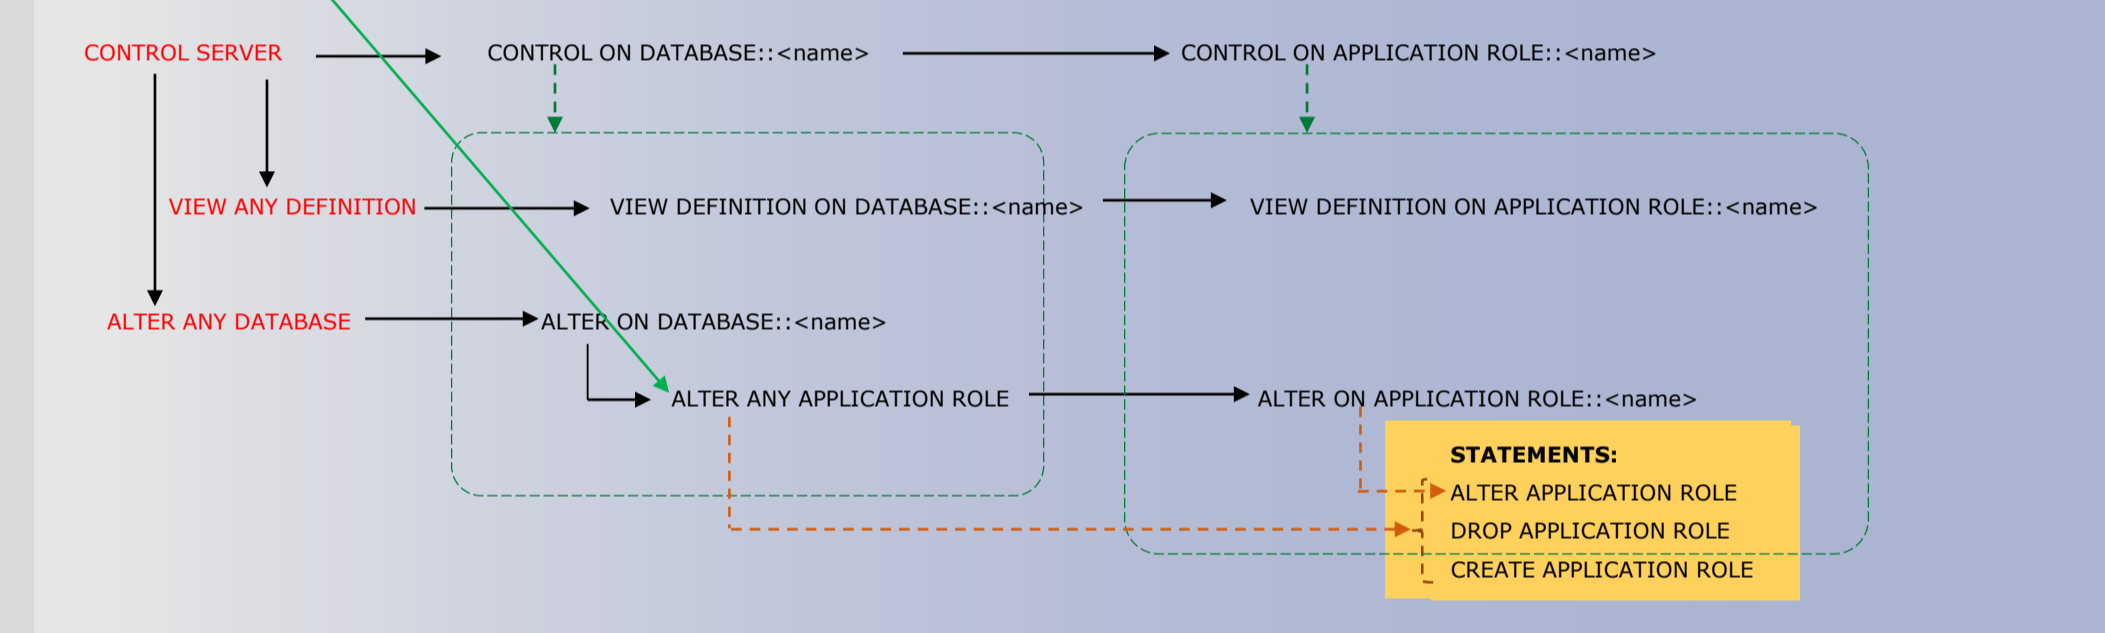 CONTROL SERVER
CONTROL ON DATABASE::<name>
CONTROL ON APPLICATION ROLE::<name>
VIEW ANY DEFINITION
VIEW DEFINITION ON DATABASE::<name>
VIEW DEFINITION ON APPLICATION ROLE::<name>
ALTER ANY DATABASE
ALTER ON DATABASE::<name>
ALTER ANY APPLICATION ROLE
ALTER ON APPLICATION ROLE::<name>
STATEMENTS:
ALTER APPLICATION ROLE
DROP APPLICATION ROLE
CREATE APPLICATION ROLE